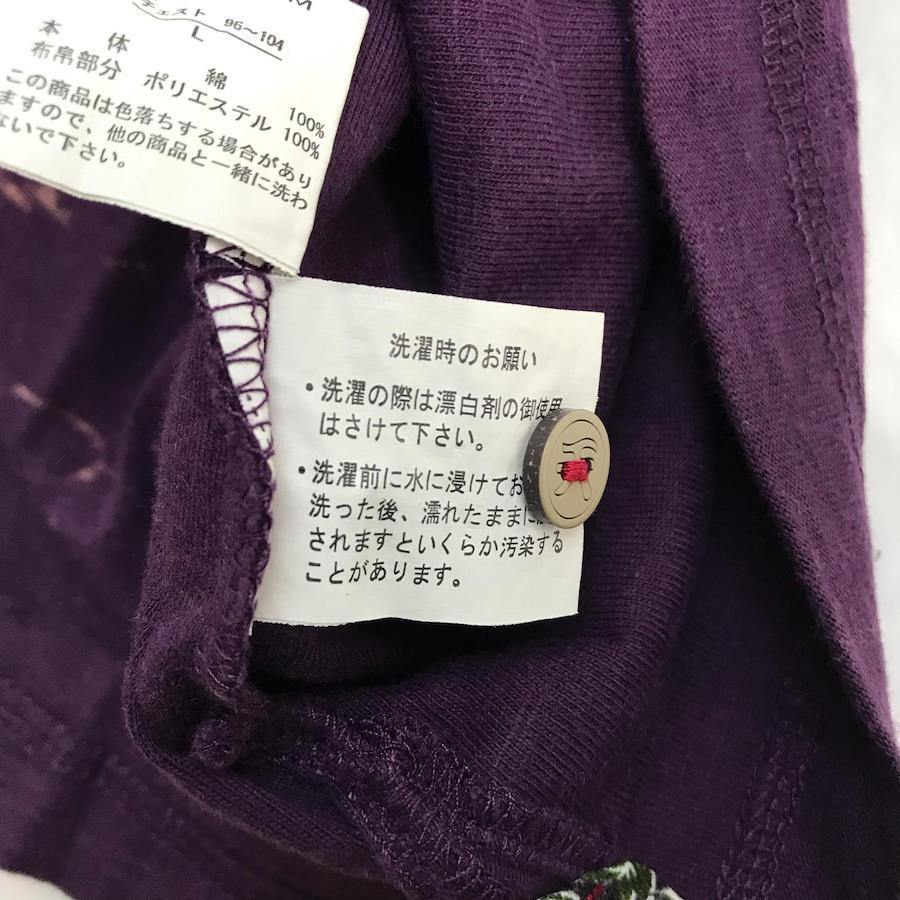 M
チェスト 96〜104
L
本体 綿 100%
布帛部分 ポリエステル 100%
この商品は色落ちする場合があり
ますので、他の商品と一緒に洗わ
ないで下さい。
洗濯時のお願い
・洗濯の際は漂白剤の御使用
はさけて下さい。
・洗濯前に水に浸けてお
洗った後、濡れたままに
されますといくらか汚染する
ことがあります。